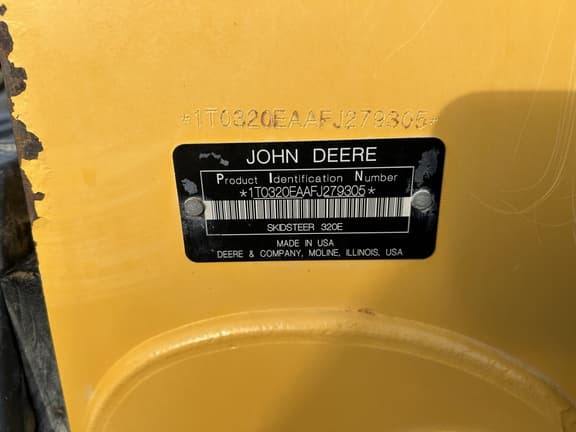 *1T0320EAAFJ279305*
JOHN DEERE
Product Identification Number
*1T0320EAAFJ279305*
SKIDSTEER 320E
MADE IN USA
DEERE & COMPANY, MOLINE, ILLINOIS, USA